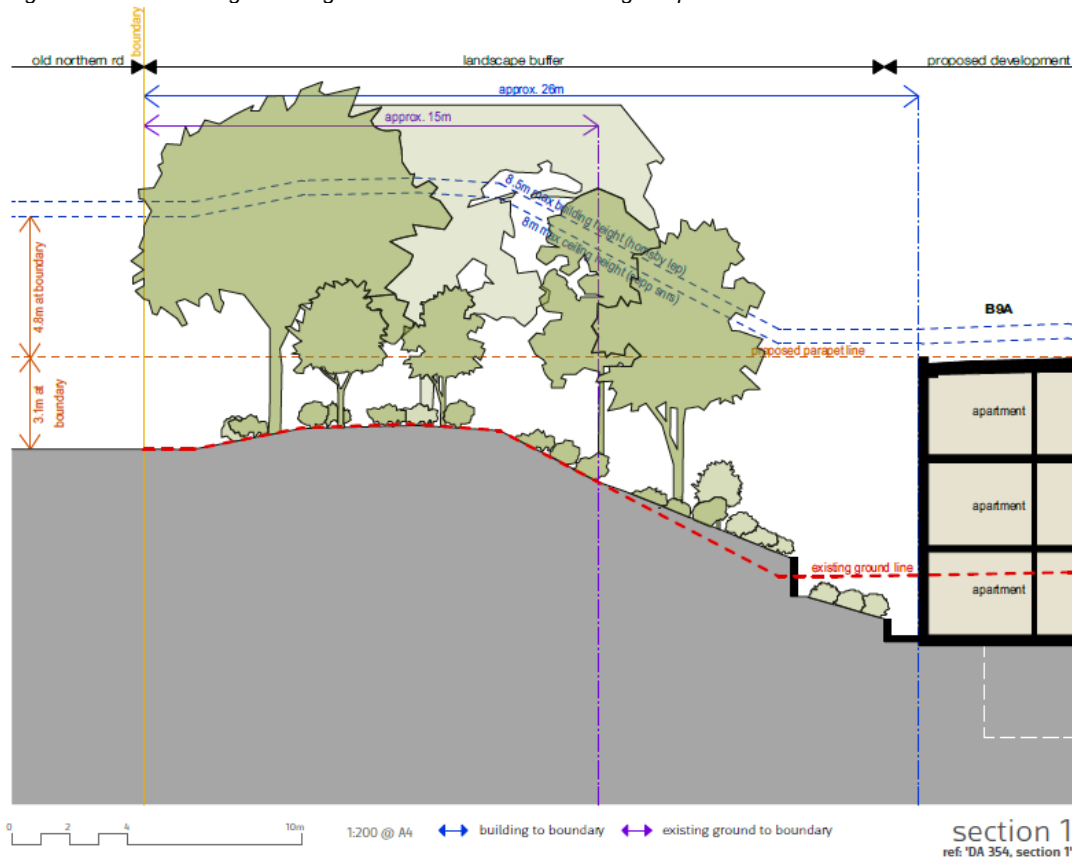 boundary
old northern rd
landscape buffer
proposed development
approx. 26m
approx. 15m
8.5m max building height (hornsby lep)
8m max ceiling height (sepp snrs)
4.8m at boundary
B9A
proposed parapet line
3.1m at
boundary
apartment
apartment
existing ground line
apartment
0 2 4 10m
1:200 @ A4
building to boundary
existing ground to boundary
section 1
ref: 'DA 354, section 1'